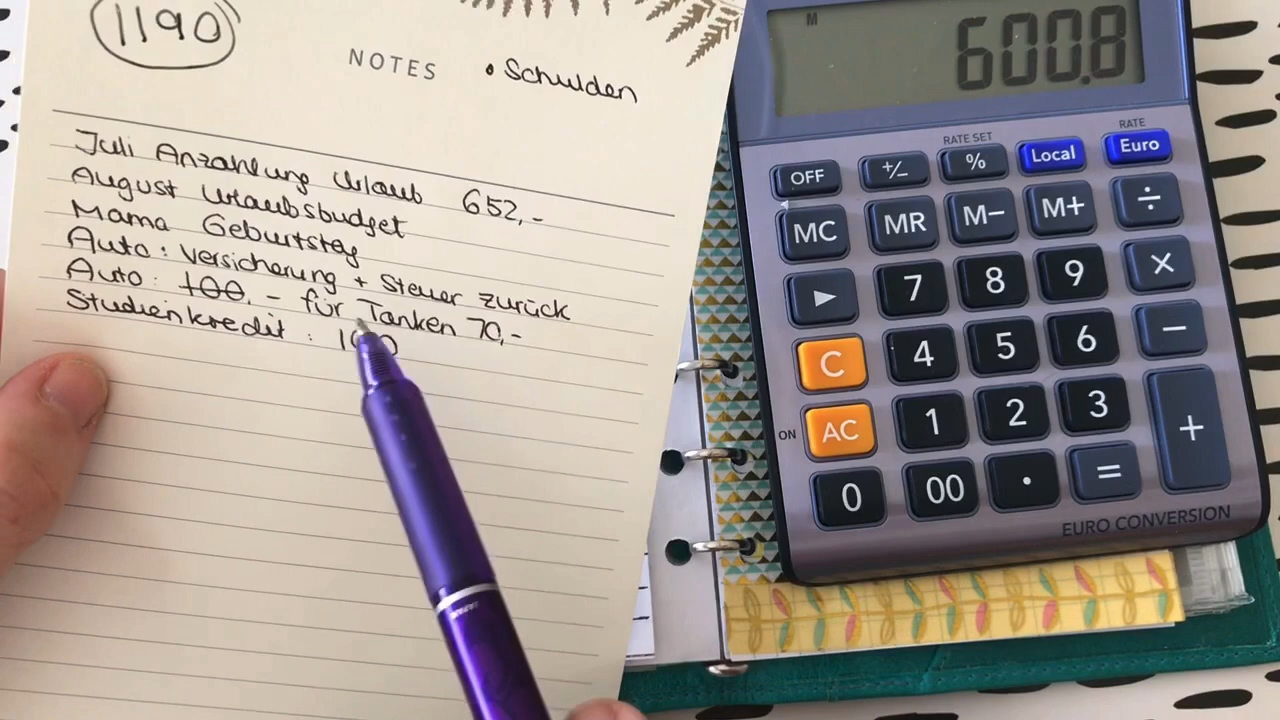 1190
NOTES • Schulden
Juli Anzahlung Urlaub 652,-
August Urlaubsbudget
Mama Geburtstag
Auto: Versicherung + Steuer zurück
Auto: 100,- für Tanken 70,-
Studienkredit:
M
600.8
RATE SET RATE
OFF +/- % Local Euro
MC MR M− M+ ÷
▶ 7 8 9 ×
C 4 5 6 −
ON AC 1 2 3 +
0 00 · =
EURO CONVERSION